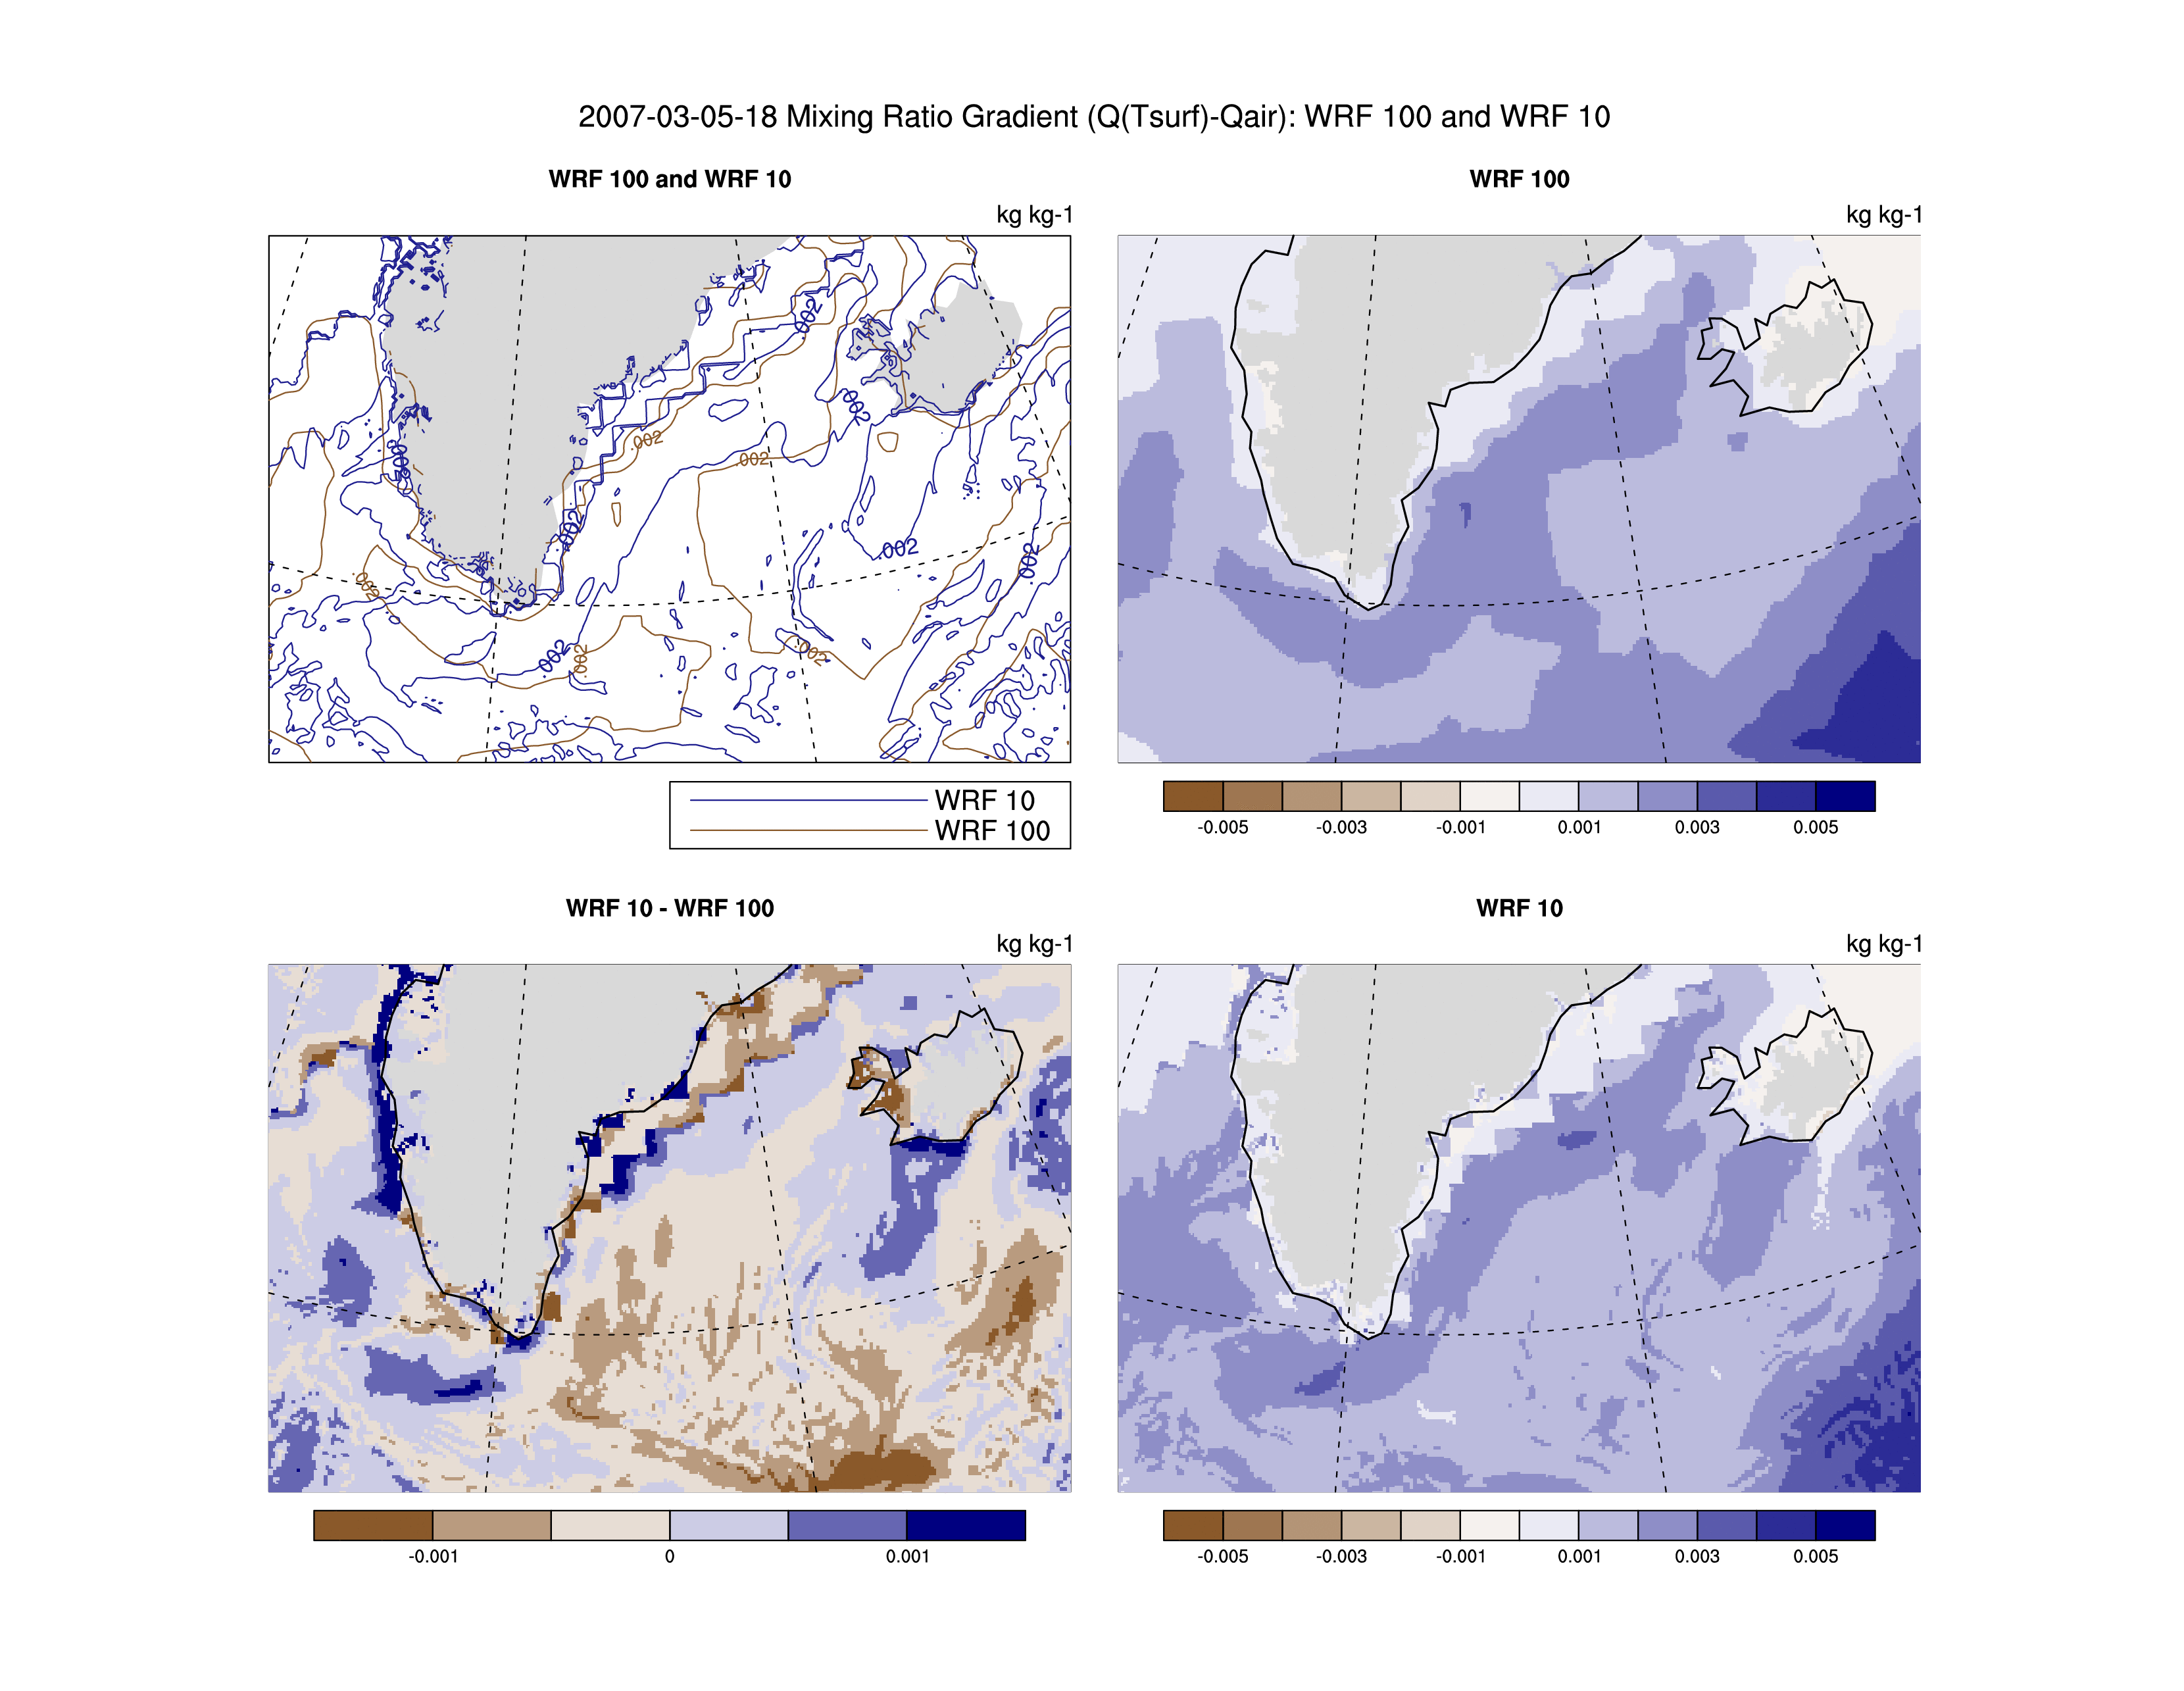 2007-03-05-18 Mixing Ratio Gradient (Q(Tsurf)-Qair): WRF 100 and WRF 10
WRF 100 and WRF 10
kg kg-1
.002
.002
.002
.002
.002
.002
.002
.002
.002
.002
.002
.002
WRF 10
WRF 100
WRF 100
kg kg-1
-0.005 -0.003 -0.001 0.001 0.003 0.005
WRF 10 - WRF 100
kg kg-1
-0.001 0 0.001
WRF 10
kg kg-1
-0.005 -0.003 -0.001 0.001 0.003 0.005